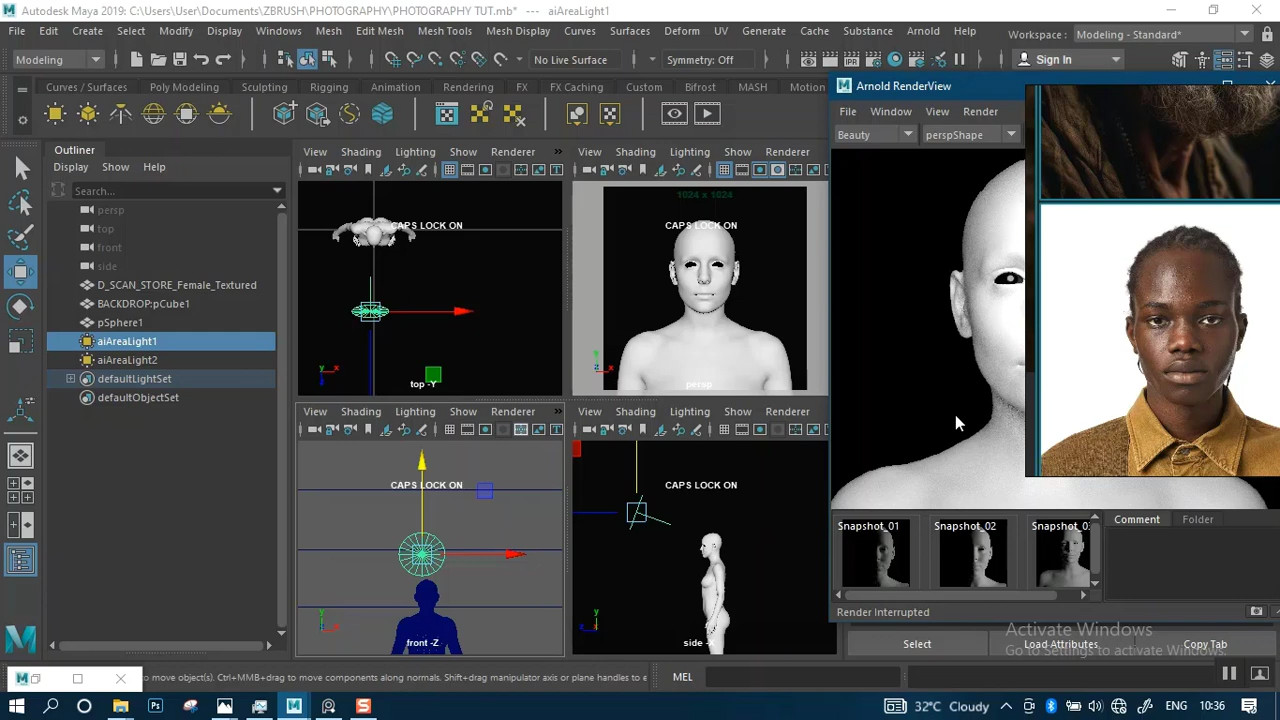 Autodesk Maya 2019: C:\Users\User\Documents\ZBRUSH\PHOTOGRAPHY\PHOTOGRAPHY TUT.mb* --- aiAreaLight1
File Edit Create Select Modify Display Windows Mesh Edit Mesh Mesh Tools Mesh Display Curves Surfaces Deform UV Generate Cache Substance Arnold Help Workspace : Modeling - Standard*
Modeling No Live Surface Symmetry: Off Sign In
Curves / Surfaces Poly Modeling Sculpting Rigging Animation Rendering FX FX Caching Custom Bifrost MASH Motion
Arnold RenderView
File Window View Render
Beauty perspShape
Outliner
Display Show Help
Search...
persp
top
front
side
D_SCAN_STORE_Female_Textured
BACKDROP:pCube1
pSphere1
aiAreaLight1
aiAreaLight2
defaultLightSet
defaultObjectSet
View Shading Lighting Show Renderer »
CAPS LOCK ON
top -Y
View Shading Lighting Show Renderer
1024 x 1024
CAPS LOCK ON
persp
View Shading Lighting Show Renderer »
CAPS LOCK ON
front -Z
View Shading Lighting Show Renderer
CAPS LOCK ON
side -
Snapshot_01 Snapshot_02 Snapshot_03
Comment Folder
Render Interrupted
Select Load Attributes Copy Tab
Activate Windows
Go to Settings to activate Windows.
to move object(s). Ctrl+MMB+drag to move components along normals. Shift+drag manipulator axis or plane handles to e
MEL
32°C Cloudy ENG 10:36